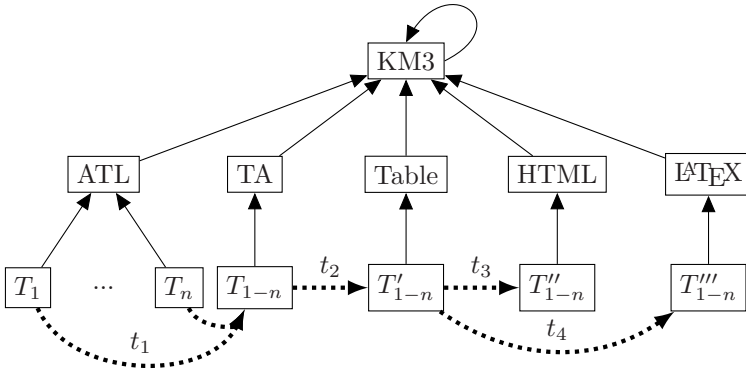 KM3
ATL TA Table HTML LATEX
t₂ t₃
T₁ ... Tₙ T₁₋ₙ T′₁₋ₙ T″₁₋ₙ T‴₁₋ₙ
t₁ t₄